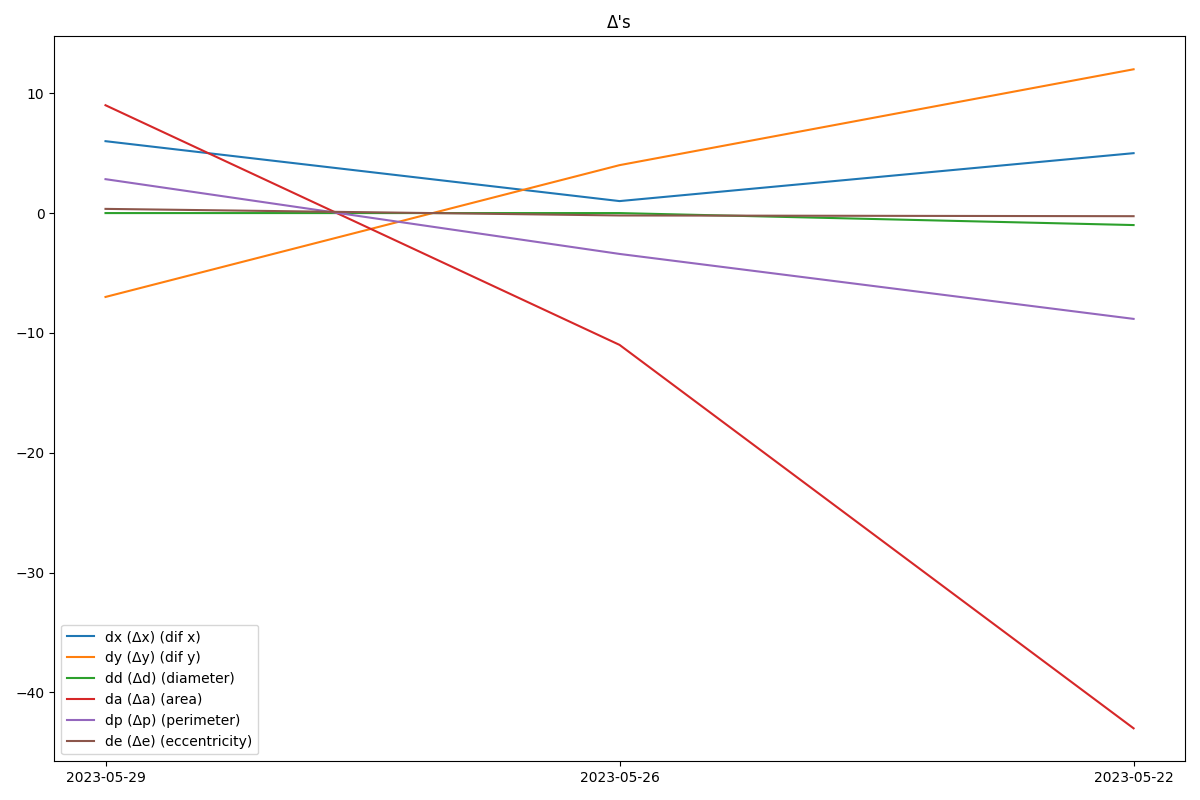 Δ's
10
0
−10
−20
−30
−40
dx (Δx) (dif x)
dy (Δy) (dif y)
dd (Δd) (diameter)
da (Δa) (area)
dp (Δp) (perimeter)
de (Δe) (eccentricity)
2023-05-29 2023-05-26 2023-05-22